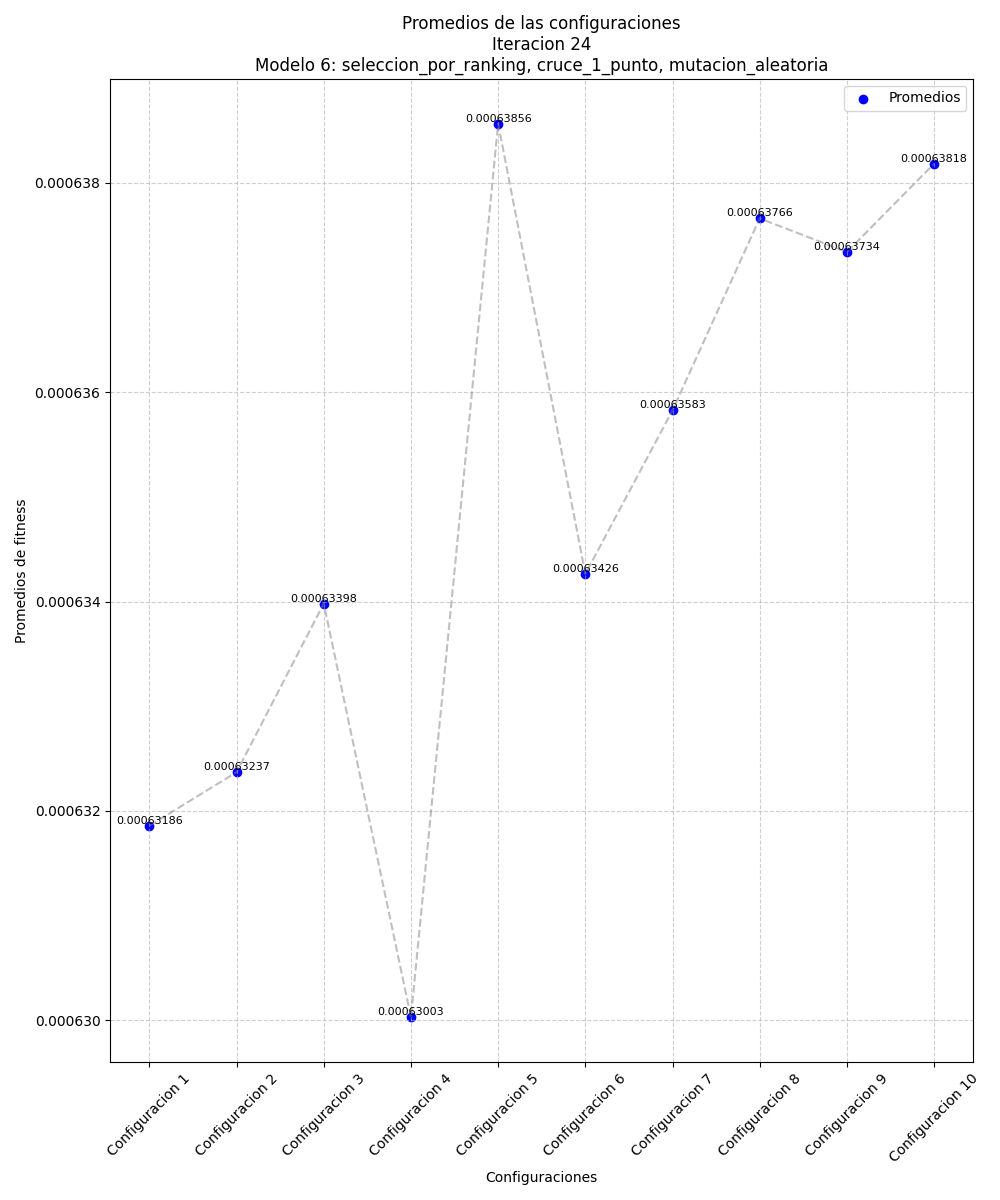 Promedios de las configuraciones
Iteracion 24
Modelo 6: seleccion_por_ranking, cruce_1_punto, mutacion_aleatoria
Promedios
0.00063856
0.00063818
0.00063766
0.00063734
0.00063583
0.00063426
0.00063398
0.00063237
0.00063186
0.00063003
0.000638
0.000636
0.000634
0.000632
0.000630
Promedios de fitness
Configuracion 1
Configuracion 2
Configuracion 3
Configuracion 4
Configuracion 5
Configuracion 6
Configuracion 7
Configuracion 8
Configuracion 9
Configuracion 10
Configuraciones